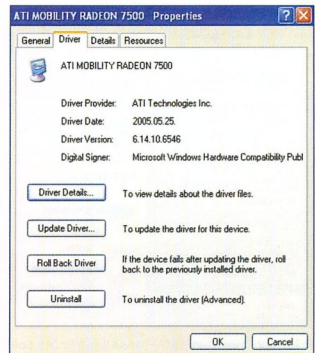 ATI MOBILITY RADEON 7500 Properties
General Driver Details Resources
ATI MOBILITY RADEON 7500
Driver Provider: ATI Technologies Inc.
Driver Date: 2005.05.25.
Driver Version: 6.14.10.6546
Digital Signer: Microsoft Windows Hardware Compatibility Publ
Driver Details... To view details about the driver files.
Update Driver... To update the driver for this device.
Roll Back Driver If the device fails after updating the driver, roll
back to the previously installed driver.
Uninstall To uninstall the driver (Advanced).
OK Cancel